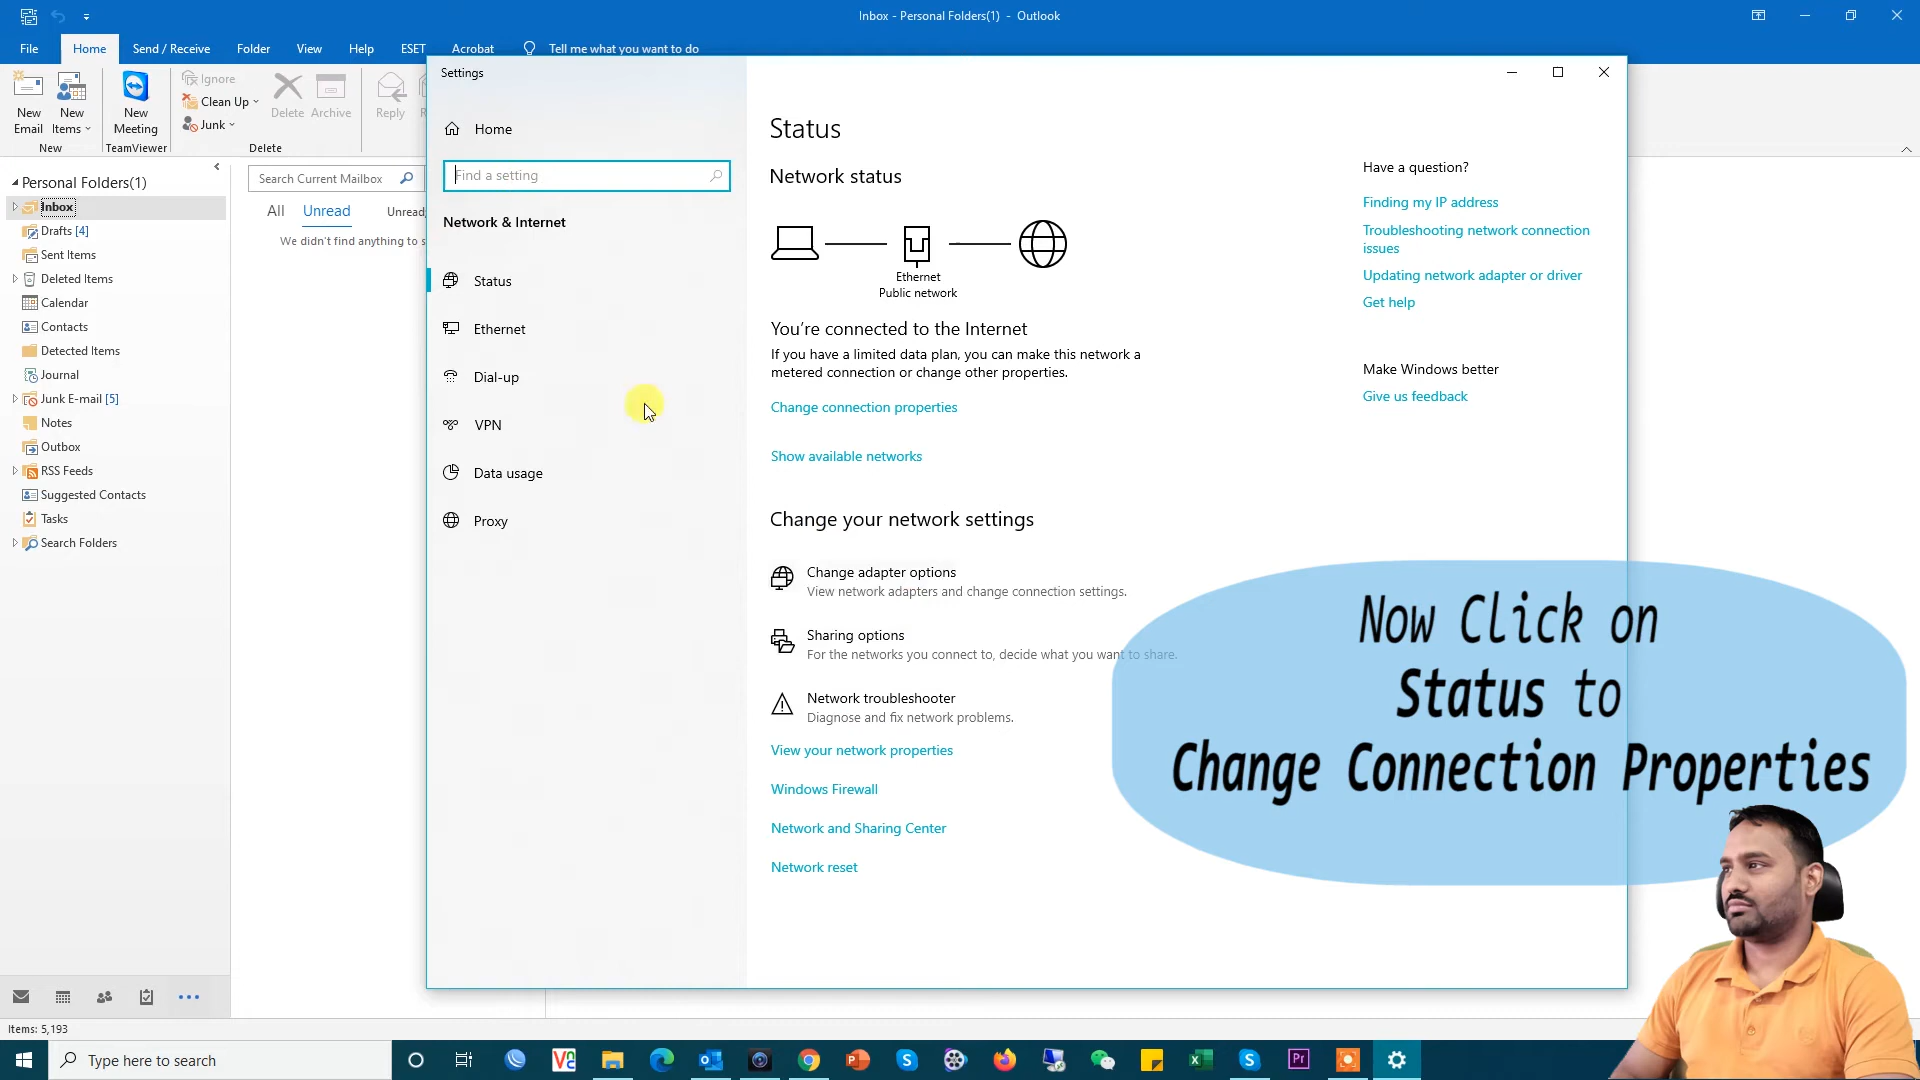 Inbox - Personal Folders(1) - Outlook
File
Home
Send / Receive
Folder
View
Help
ESET
Acrobat
Tell me what you want to do
New Email
New Items
New Meeting
Ignore
Clean Up
Junk
Delete
Archive
Reply
New
TeamViewer
Delete
Personal Folders(1)
Inbox
Drafts [4]
Sent Items
Deleted Items
Calendar
Contacts
Detected Items
Journal
Junk E-mail [5]
Notes
Outbox
RSS Feeds
Suggested Contacts
Tasks
Search Folders
Search Current Mailbox
All
Unread
Unread,
We didn't find anything to s
Settings
Home
Find a setting
Network & Internet
Status
Ethernet
Dial-up
VPN
Data usage
Proxy
Status
Network status
Ethernet
Public network
You're connected to the Internet
If you have a limited data plan, you can make this network a
metered connection or change other properties.
Change connection properties
Show available networks
Change your network settings
Change adapter options
View network adapters and change connection settings.
Sharing options
For the networks you connect to, decide what you want to share.
Network troubleshooter
Diagnose and fix network problems.
View your network properties
Windows Firewall
Network and Sharing Center
Network reset
Have a question?
Finding my IP address
Troubleshooting network connection
issues
Updating network adapter or driver
Get help
Make Windows better
Give us feedback
Now Click on
Status to
Change Connection Properties
Items: 5,193
Type here to search